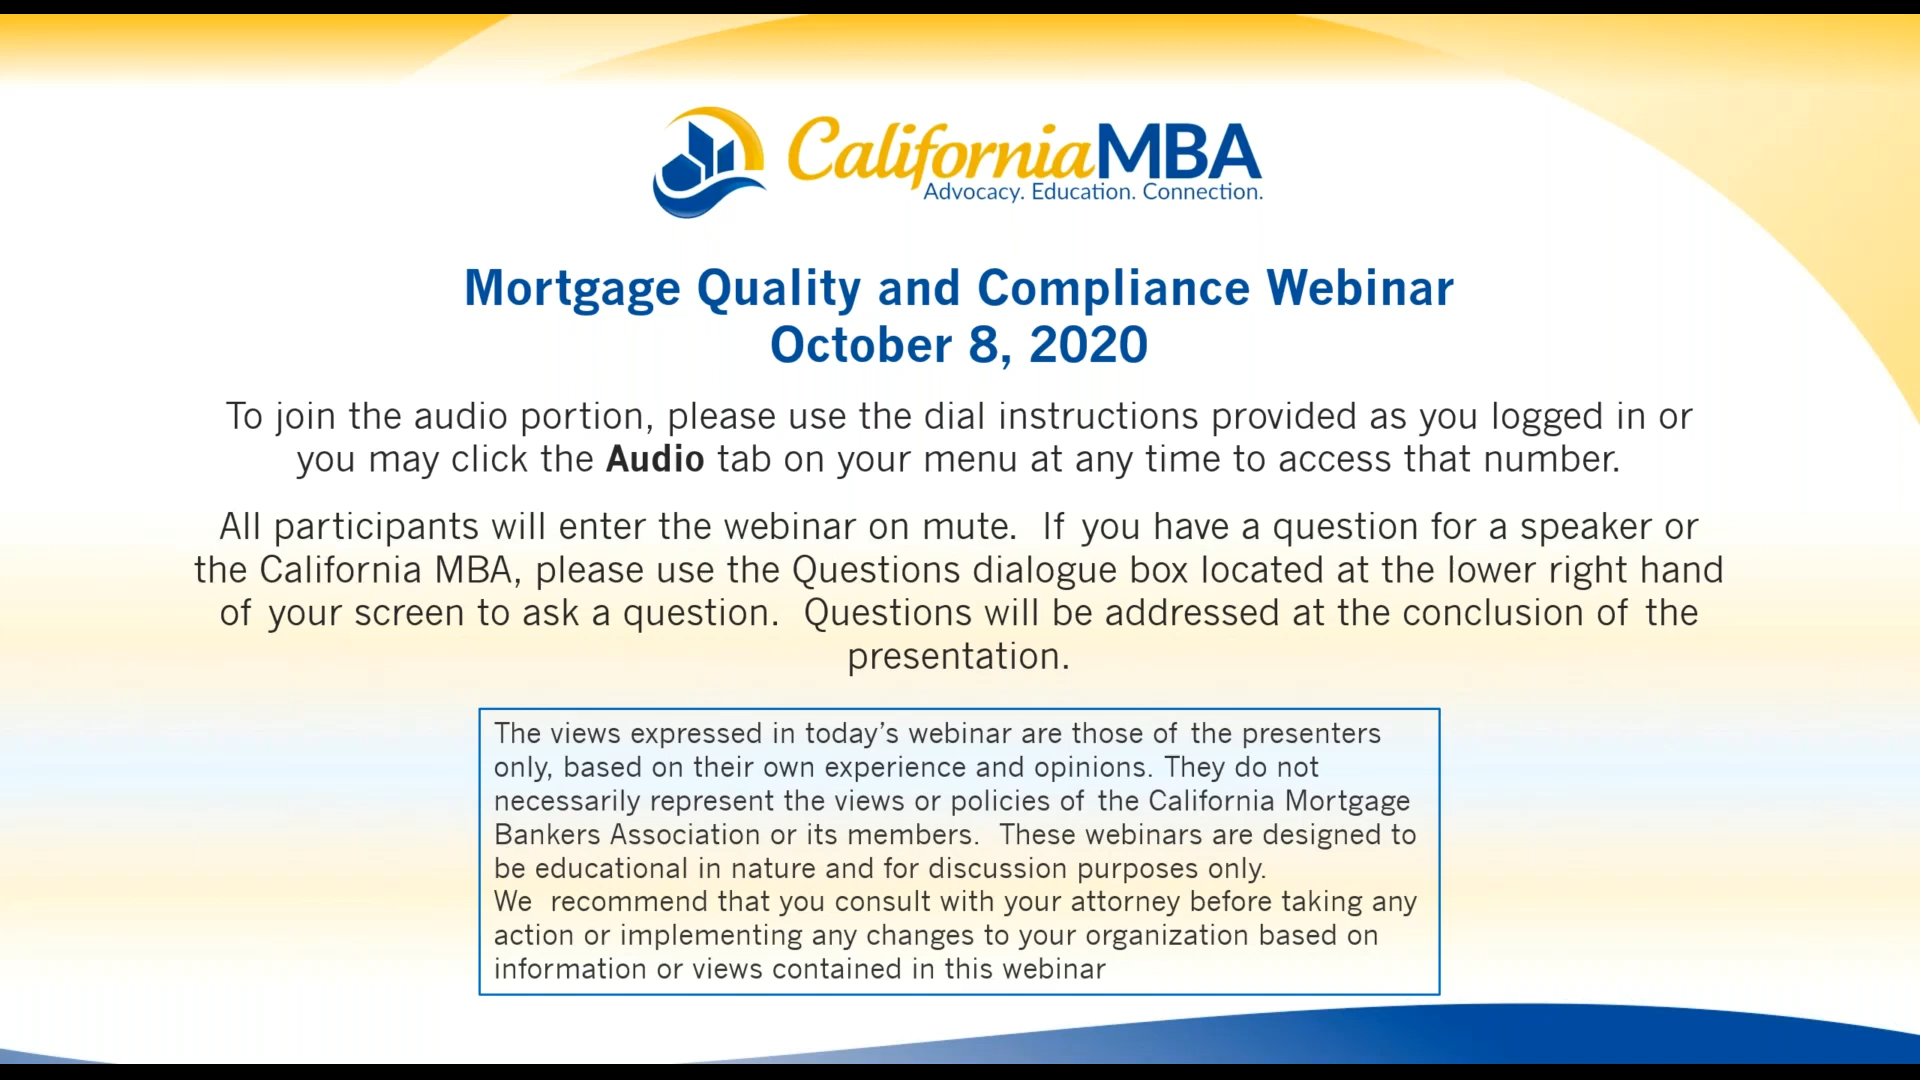 CaliforniaMBA
Advocacy. Education. Connection.
Mortgage Quality and Compliance Webinar
October 8, 2020
To join the audio portion, please use the dial instructions provided as you logged in or
you may click the Audio tab on your menu at any time to access that number.
All participants will enter the webinar on mute.  If you have a question for a speaker or
the California MBA, please use the Questions dialogue box located at the lower right hand
of your screen to ask a question.  Questions will be addressed at the conclusion of the
presentation.
The views expressed in today’s webinar are those of the presenters
only, based on their own experience and opinions. They do not
necessarily represent the views or policies of the California Mortgage
Bankers Association or its members.  These webinars are designed to
be educational in nature and for discussion purposes only.
We  recommend that you consult with your attorney before taking any
action or implementing any changes to your organization based on
information or views contained in this webinar